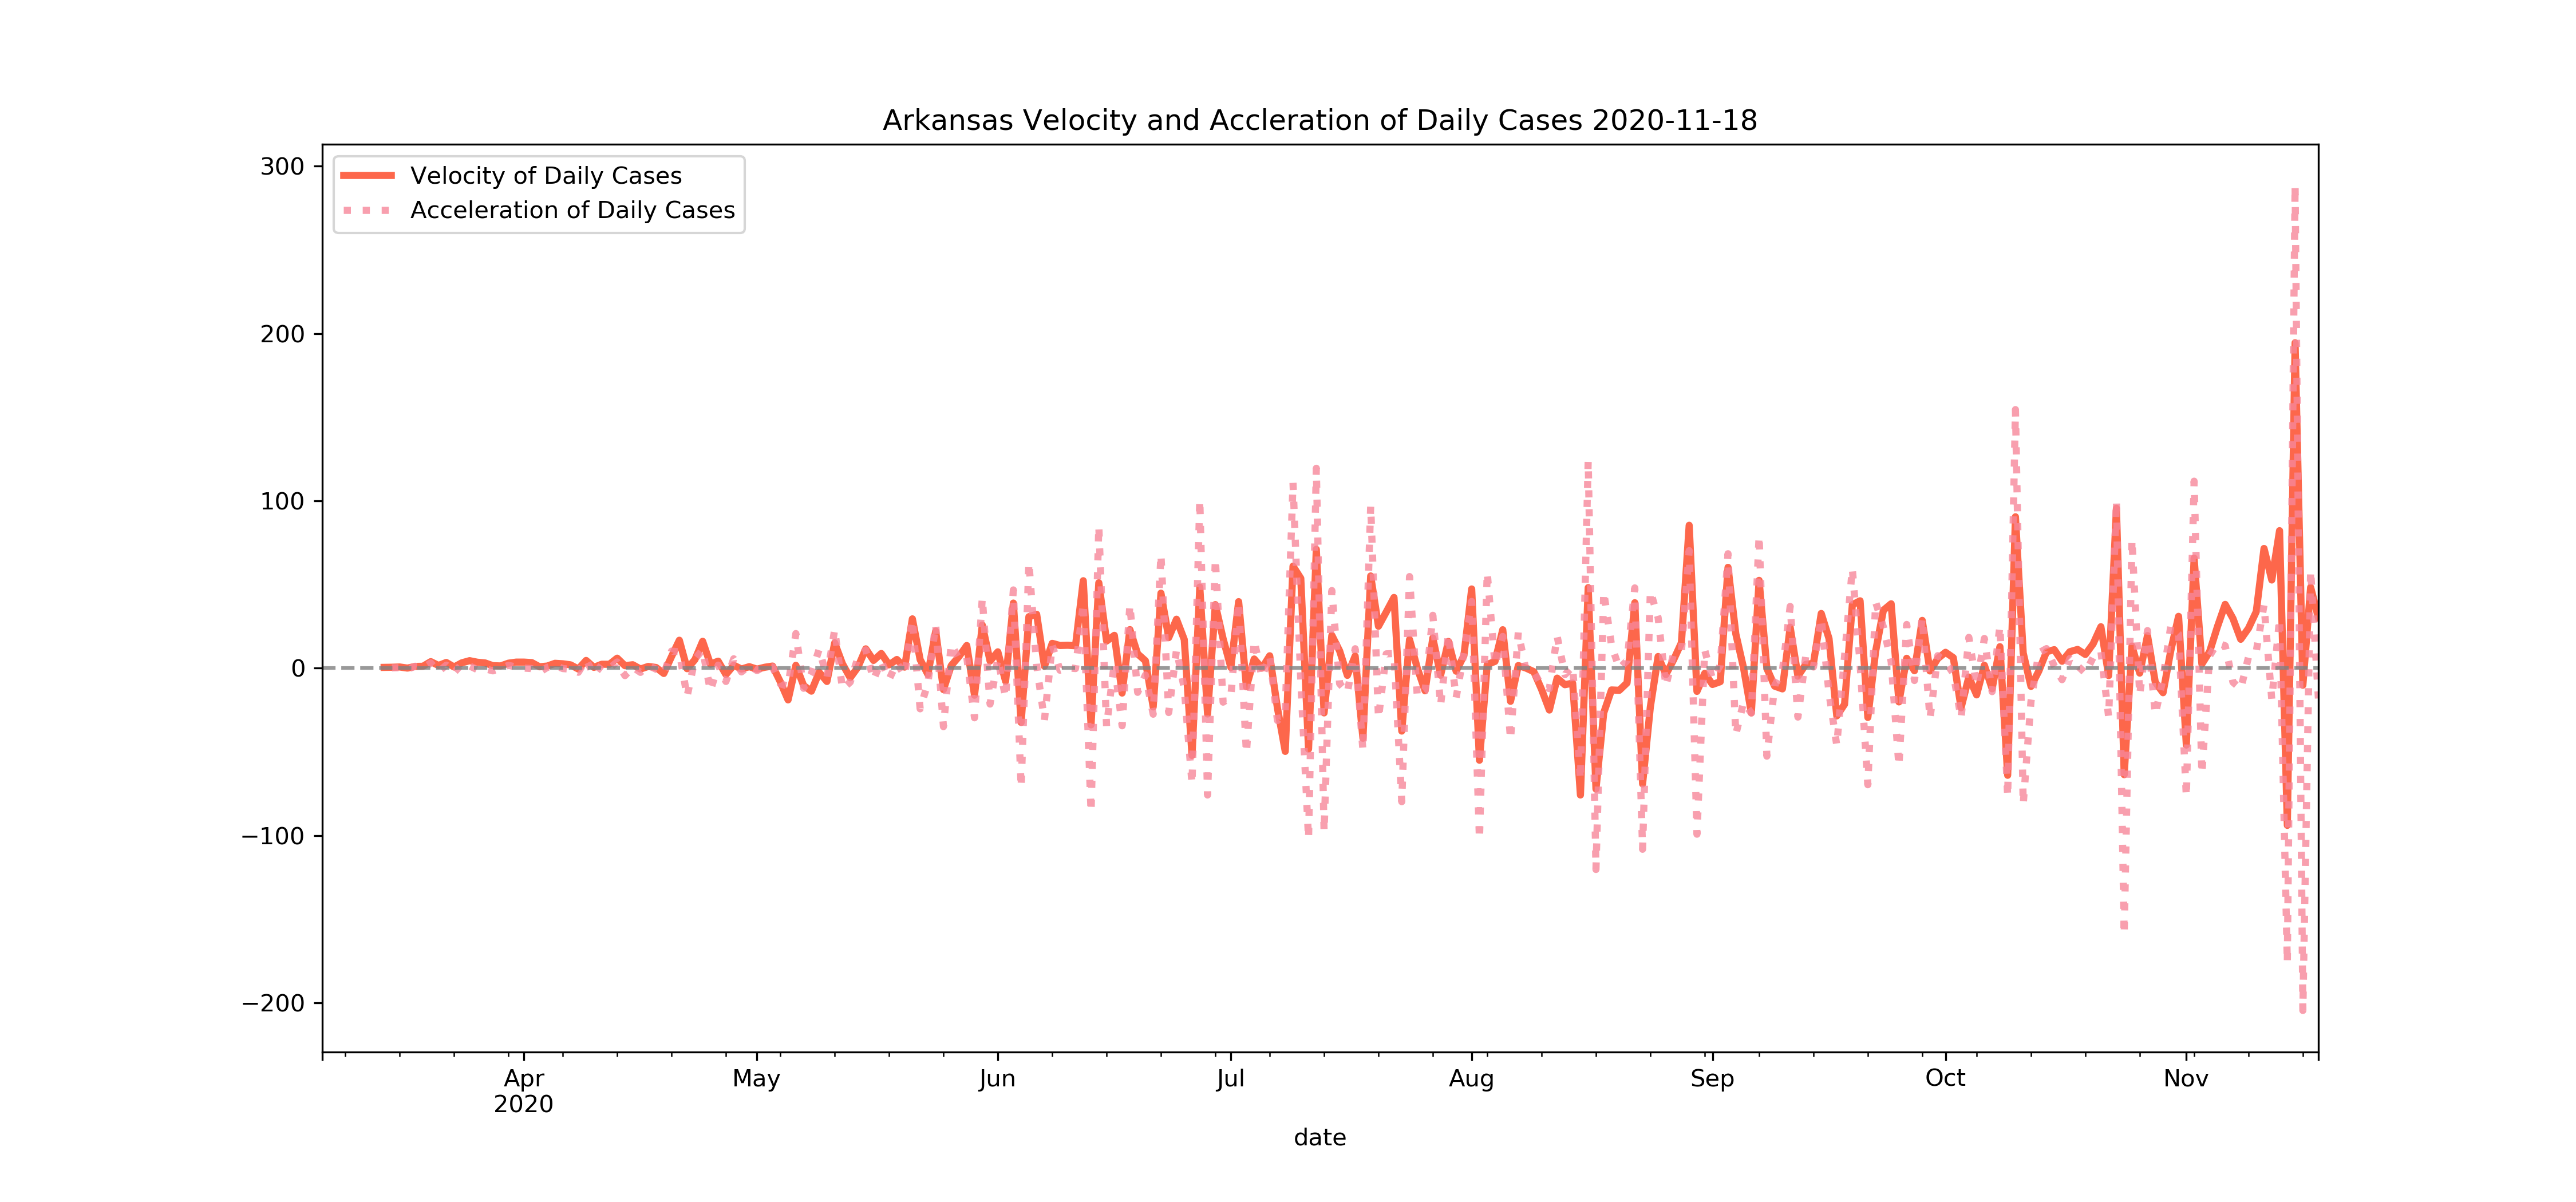 Arkansas Velocity and Accleration of Daily Cases 2020-11-18
300
Velocity of Daily Cases
Acceleration of Daily Cases
200
100
0
−100
−200
Apr May Jun Jul Aug Sep Oct Nov
2020
date